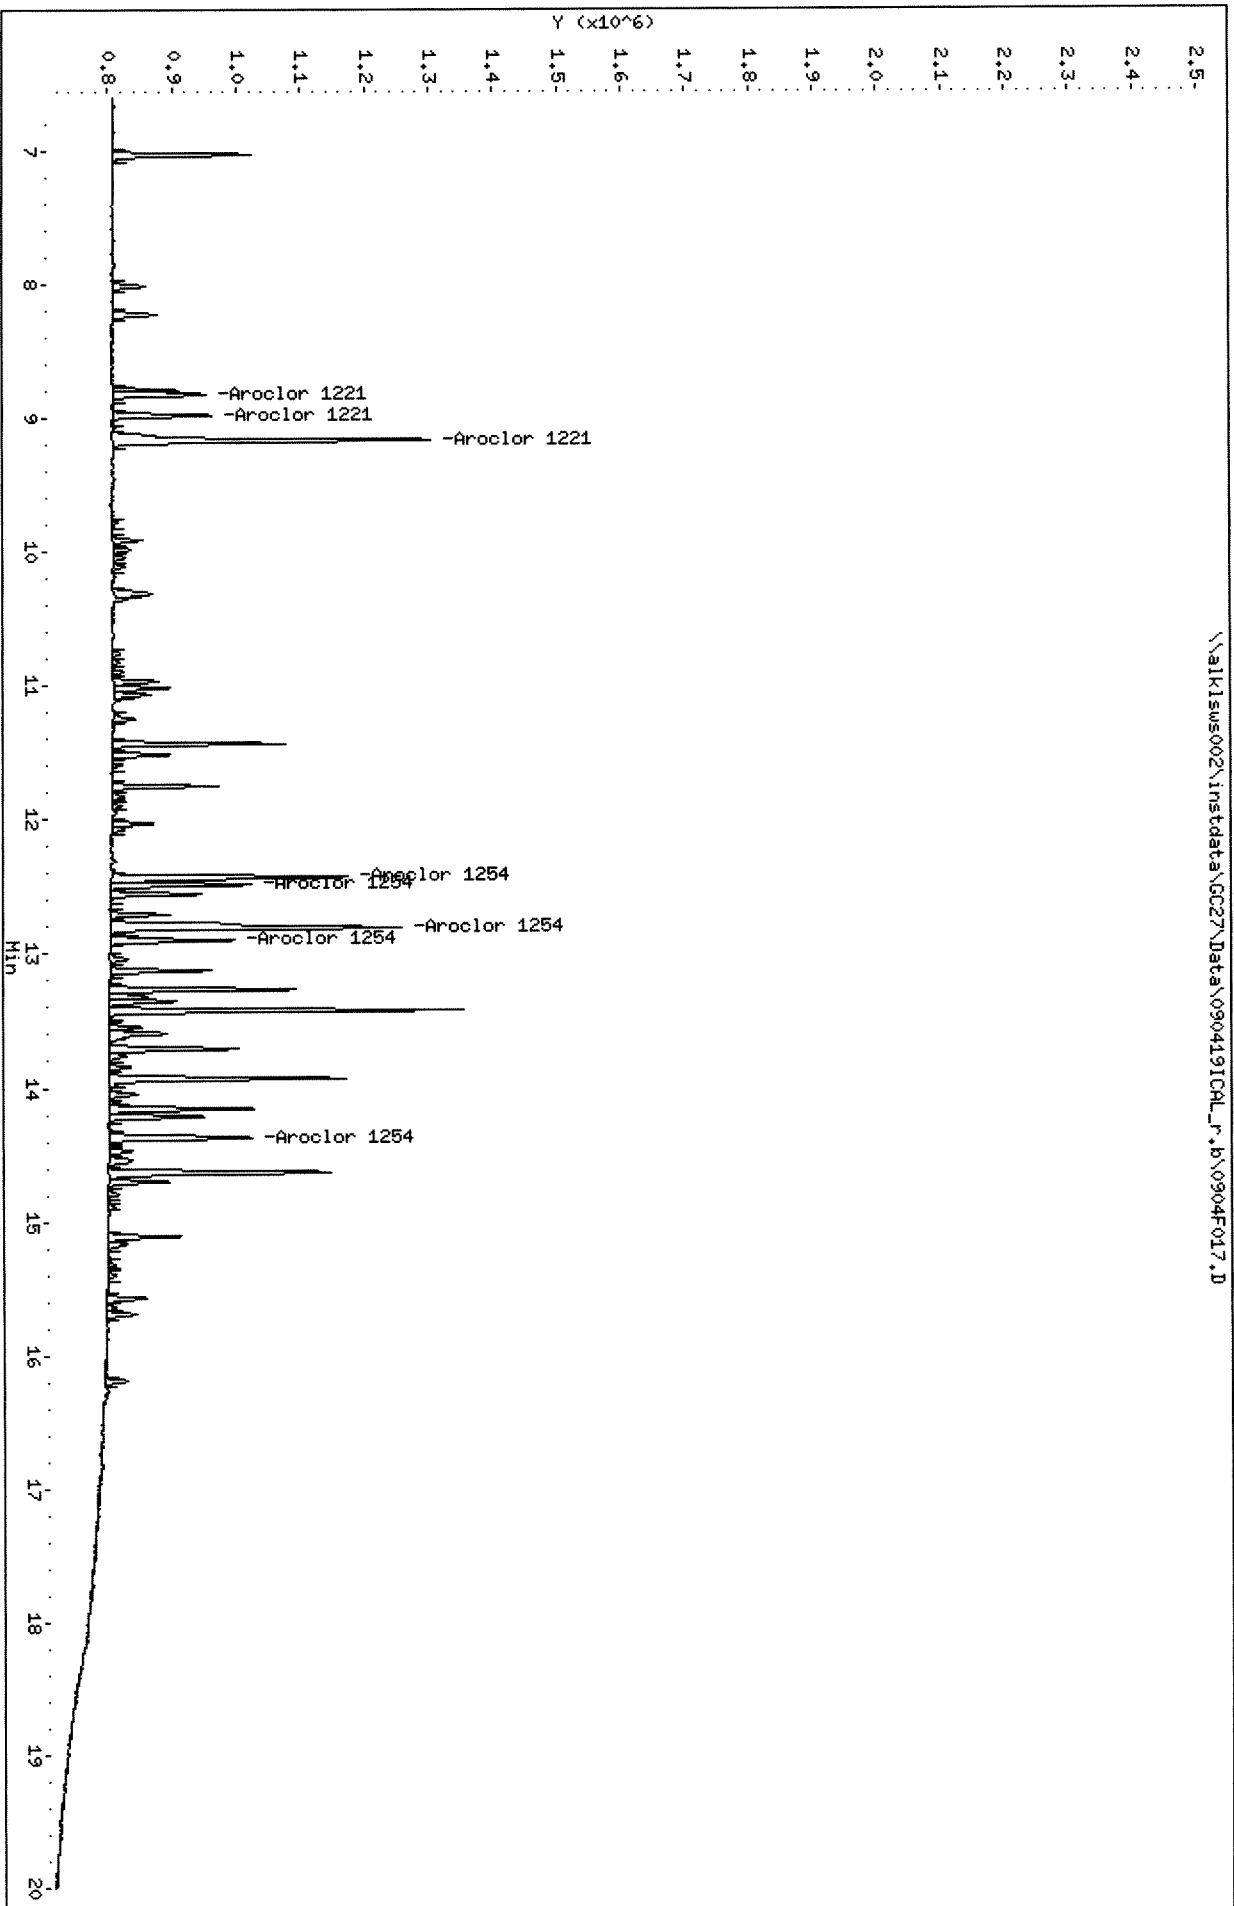 \\alklsws002\instdata\GC27\Data\090419ICAL_r.b\0904F017.D
Y (x10^6)
2.5
2.4
2.3
2.2
2.1
2.0
1.9
1.8
1.7
1.6
1.5
1.4
1.3
1.2
1.1
1.0
0.9
0.8
-Aroclor 1221
-Aroclor 1221
-Aroclor 1221
-Aroclor 1254
-Aroclor 1254
-Aroclor 1254
-Aroclor 1254
-Aroclor 1254
7
8
9
10
11
12
13
14
15
16
17
18
19
20
Min